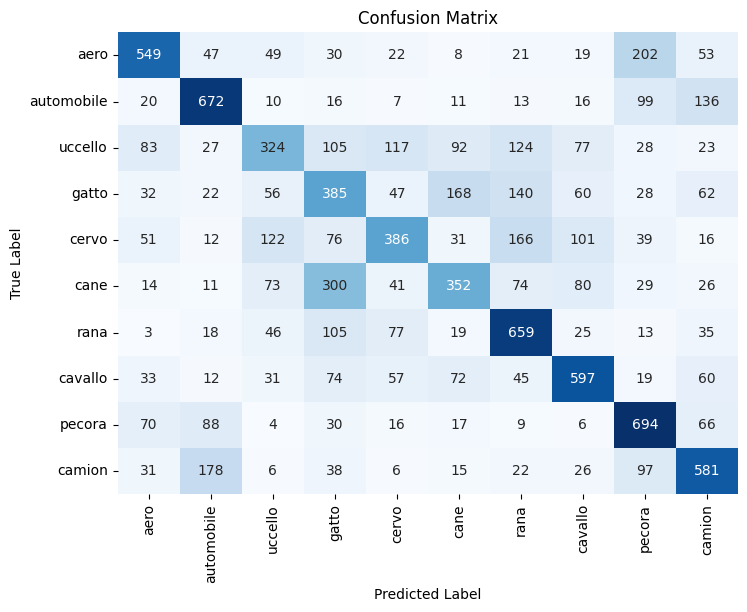 Confusion Matrix
True Label
aero 549 47 49 30 22 8 21 19 202 53
automobile 20 672 10 16 7 11 13 16 99 136
uccello 83 27 324 105 117 92 124 77 28 23
gatto 32 22 56 385 47 168 140 60 28 62
cervo 51 12 122 76 386 31 166 101 39 16
cane 14 11 73 300 41 352 74 80 29 26
rana 3 18 46 105 77 19 659 25 13 35
cavallo 33 12 31 74 57 72 45 597 19 60
pecora 70 88 4 30 16 17 9 6 694 66
camion 31 178 6 38 6 15 22 26 97 581
aero automobile uccello gatto cervo cane rana cavallo pecora camion
Predicted Label